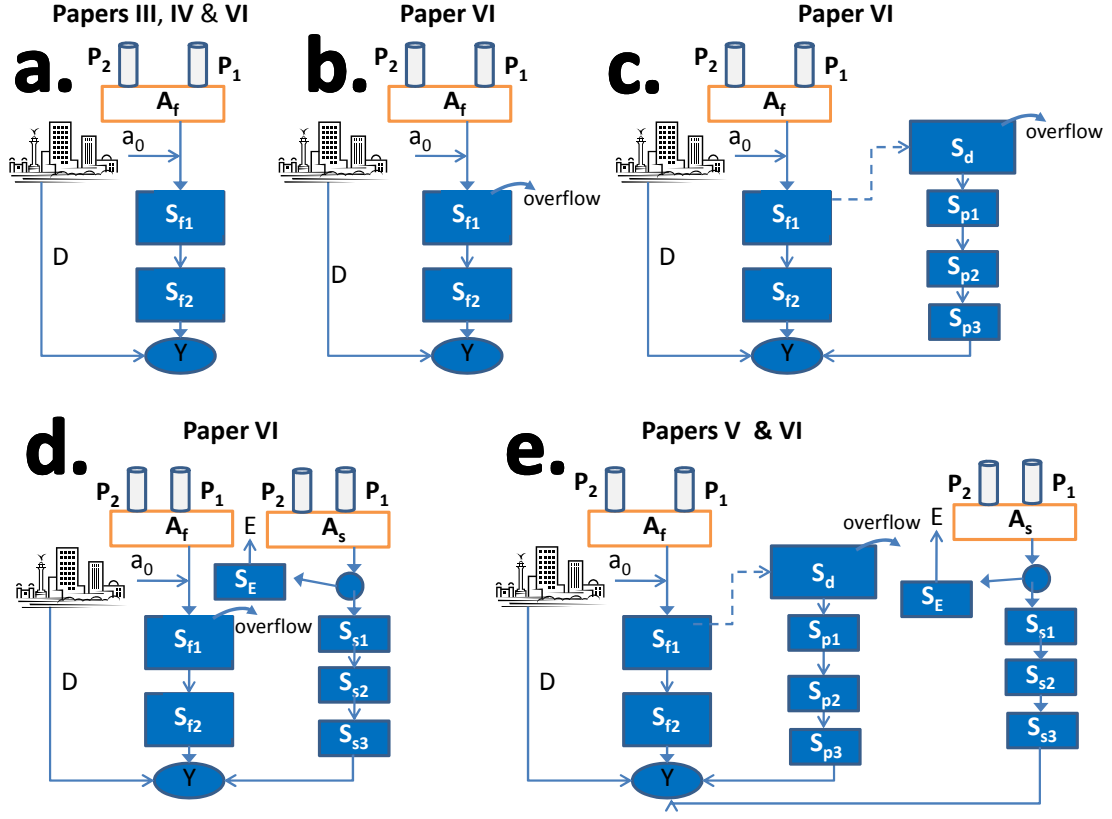 Papers III, IV & VI
Paper VI
Paper VI
a.
P2
P1
Af
a0
D
Sf1
Sf2
Y
b.
P2
P1
Af
a0
overflow
D
Sf1
Sf2
Y
c.
P2
P1
Af
a0
D
Sf1
Sf2
Y
overflow
Sd
Sp1
Sp2
Sp3
Paper VI
Papers V & VI
d.
P2
P1
Af
a0
D
Sf1
overflow
Sf2
Y
P2
P1
As
E
SE
Ss1
Ss2
Ss3
e.
P2
P1
Af
a0
D
Sf1
Sf2
Y
overflow
Sd
Sp1
Sp2
Sp3
P2
P1
As
E
SE
Ss1
Ss2
Ss3